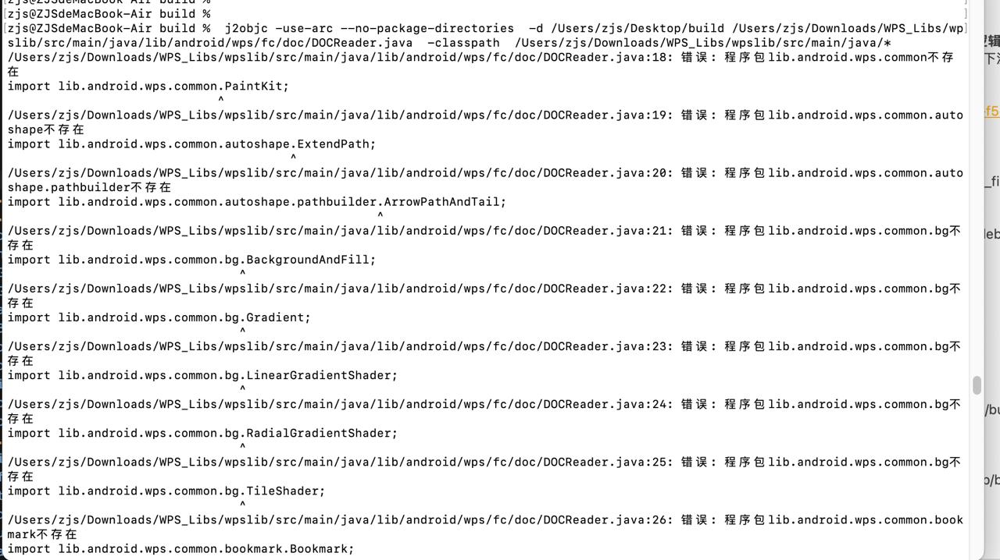 [zjs@ZJSdeMacBook-Air build %
[zjs@ZJSdeMacBook-Air build % ]
[zjs@ZJSdeMacBook-Air build %  j2objc -use-arc --no-package-directories  -d /Users/zjs/Desktop/build /Users/zjs/Downloads/WPS_Libs/wp]
slib/src/main/java/lib/android/wps/fc/doc/DOCReader.java  -classpath  /Users/zjs/Downloads/WPS_Libs/wpslib/src/main/java/*
/Users/zjs/Downloads/WPS_Libs/wpslib/src/main/java/lib/android/wps/fc/doc/DOCReader.java:18: 错误: 程序包lib.android.wps.common不存
在
import lib.android.wps.common.PaintKit;
^
/Users/zjs/Downloads/WPS_Libs/wpslib/src/main/java/lib/android/wps/fc/doc/DOCReader.java:19: 错误: 程序包lib.android.wps.common.auto
shape不存在
import lib.android.wps.common.autoshape.ExtendPath;
^
/Users/zjs/Downloads/WPS_Libs/wpslib/src/main/java/lib/android/wps/fc/doc/DOCReader.java:20: 错误: 程序包lib.android.wps.common.auto
shape.pathbuilder不存在
import lib.android.wps.common.autoshape.pathbuilder.ArrowPathAndTail;
^
/Users/zjs/Downloads/WPS_Libs/wpslib/src/main/java/lib/android/wps/fc/doc/DOCReader.java:21: 错误: 程序包lib.android.wps.common.bg不
存在
import lib.android.wps.common.bg.BackgroundAndFill;
^
/Users/zjs/Downloads/WPS_Libs/wpslib/src/main/java/lib/android/wps/fc/doc/DOCReader.java:22: 错误: 程序包lib.android.wps.common.bg不
存在
import lib.android.wps.common.bg.Gradient;
^
/Users/zjs/Downloads/WPS_Libs/wpslib/src/main/java/lib/android/wps/fc/doc/DOCReader.java:23: 错误: 程序包lib.android.wps.common.bg不
存在
import lib.android.wps.common.bg.LinearGradientShader;
^
/Users/zjs/Downloads/WPS_Libs/wpslib/src/main/java/lib/android/wps/fc/doc/DOCReader.java:24: 错误: 程序包lib.android.wps.common.bg不
存在
import lib.android.wps.common.bg.RadialGradientShader;
^
/Users/zjs/Downloads/WPS_Libs/wpslib/src/main/java/lib/android/wps/fc/doc/DOCReader.java:25: 错误: 程序包lib.android.wps.common.bg不
存在
import lib.android.wps.common.bg.TileShader;
^
/Users/zjs/Downloads/WPS_Libs/wpslib/src/main/java/lib/android/wps/fc/doc/DOCReader.java:26: 错误: 程序包lib.android.wps.common.book
mark不存在
import lib.android.wps.common.bookmark.Bookmark;